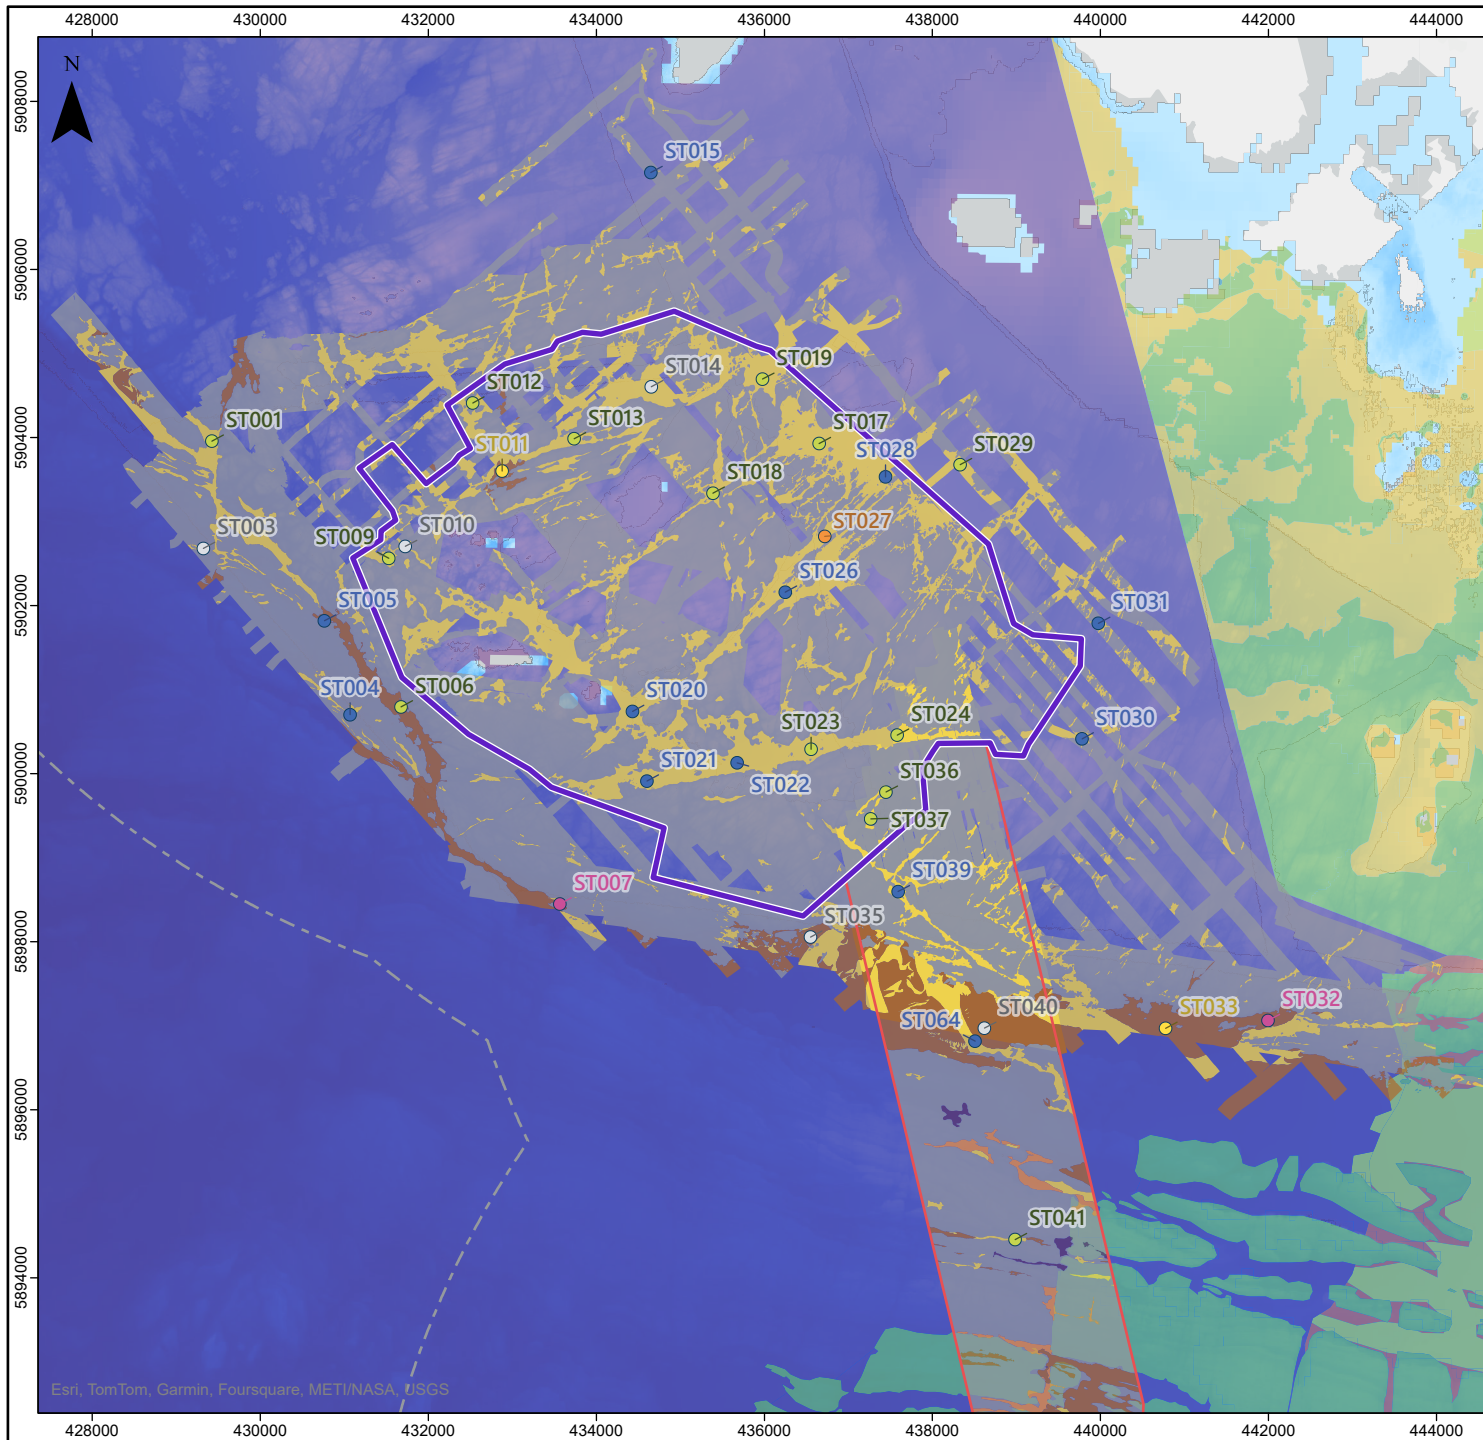 428000 430000 432000 434000 436000 438000 440000 442000 444000
N
5908000
ST015
5906000
ST019
ST014
ST012
ST013
ST001
ST017
5904000
ST011
ST028
ST029
ST018
ST003
ST010
ST009
ST027
ST026
ST005
ST031
5902000
ST004
ST006
ST020
ST023
ST024
ST030
ST021
ST022
5900000
ST036
ST037
ST039
ST007
ST035
5898000
ST040
ST064
ST033
ST032
5896000
ST041
5894000
Esri, TomTom, Garmin, Foursquare, METI/NASA, USGS
428000 430000 432000 434000 436000 438000 440000 442000 444000